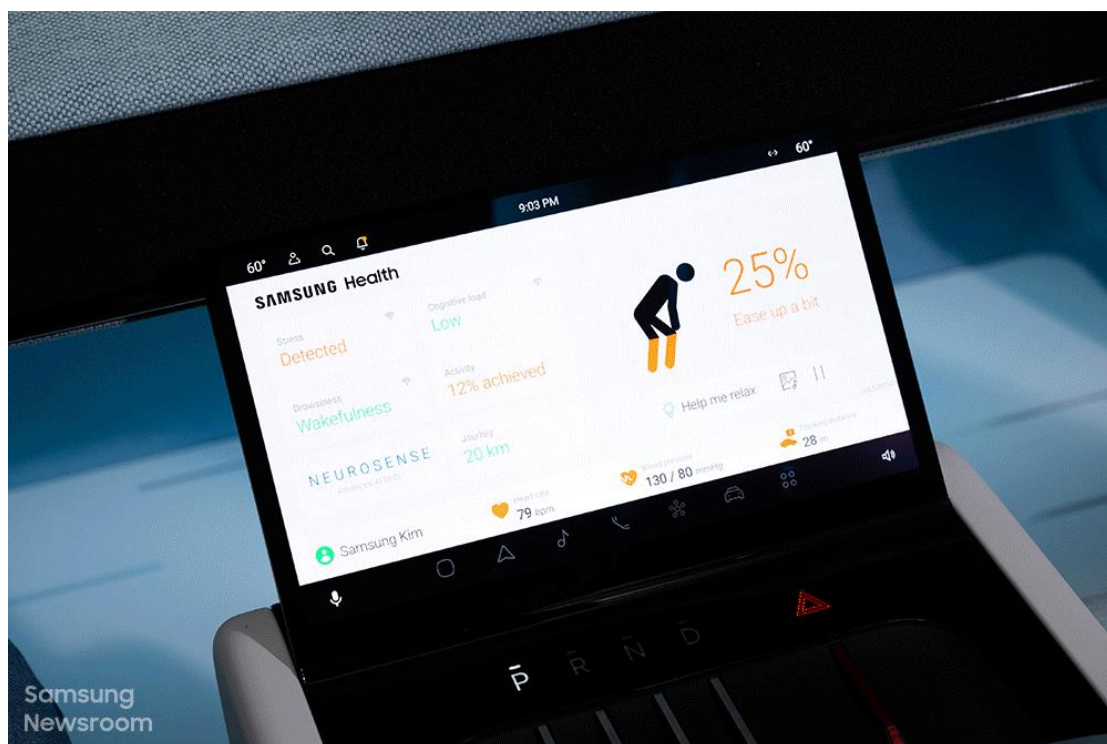 60°
9:03 PM
60°
SAMSUNG Health
Stress
Detected
Cognitive load
Low
Drowsiness
Wakefulness
Activity
12% achieved
NEUROSENSE
Journey
20 km
25%
Ease up a bit
Help me relax
Samsung Kim
Heart rate
79 bpm
Blood pressure
130 / 80 mmHg
Thinking distance
28 m
P R N D
Samsung
Newsroom